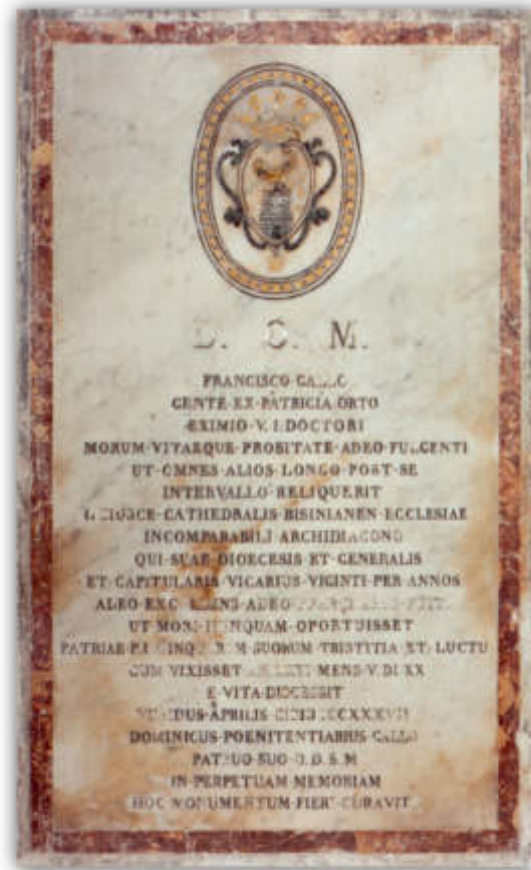 D. O. M.
FRANCISCO
GENTE·EX·PATRICIA·ORTO
EXIMIO·V·I·DOCTORI
MORUM·VITAEQUE·PROBITATE·ADEO·FULGENTI
UT·OMNES·ALIOS·LONGO·POST·SE
INTERVALLO·RELIQUERIT
CATHEDRALIS·BISINIANEN·ECCLESIAE
INCOMPARABILI·ARCHIDIACONO
QUI·SUAE·DIOECESIS·ET·GENERALIS
ET·CAPITULARIS·VICARIUS·VIGINTI·PER·ANNOS
ADEO
UT·MORI·NUNQUAM·OPORTUISSET
PATRIAE SUORUM·TRISTITIA·ET·LUCTU
CUM·VIXISSET MENS·V·DI·XX
E·VITA·DISCESSIT
IDUS·APRILIS
DOMINICUS·POENITENTIARIUS·GALLO
PATRUO·SUO
IN·PERPETUAM·MEMORIAM
HOC·MONUMENTUM·FIERI·CURAVIT